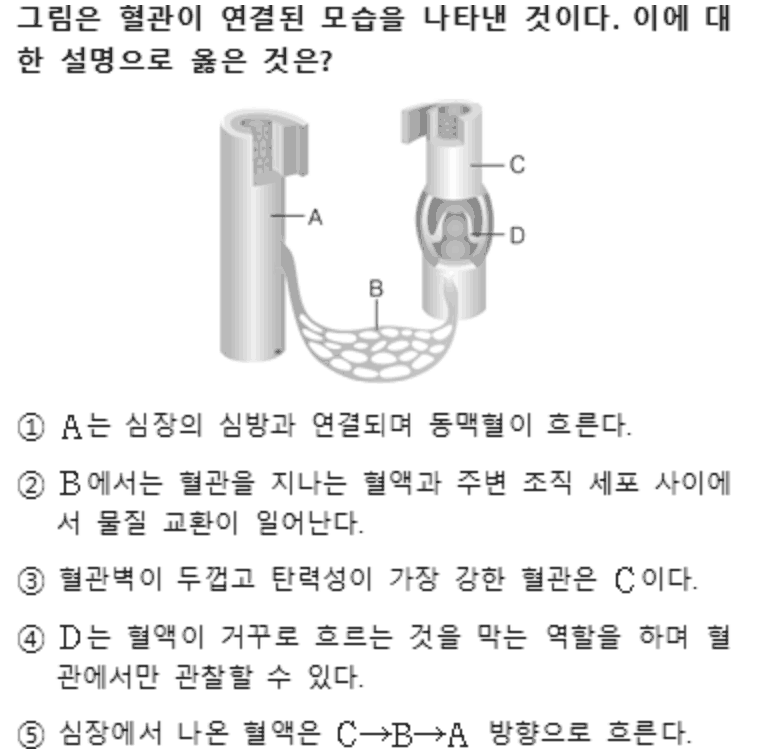 그림은 혈관이 연결된 모습을 나타낸 것이다. 이에 대
한 설명으로 옳은 것은?
C
A
D
B
① A는 심장의 심방과 연결되며 동맥혈이 흐른다.
② B에서는 혈관을 지나는 혈액과 주변 조직 세포 사이에
서 물질 교환이 일어난다.
③ 혈관벽이 두껍고 탄력성이 가장 강한 혈관은 C이다.
④ D는 혈액이 거꾸로 흐르는 것을 막는 역할을 하며 혈
관에서만 관찰할 수 있다.
⑤ 심장에서 나온 혈액은 C→B→A 방향으로 흐른다.